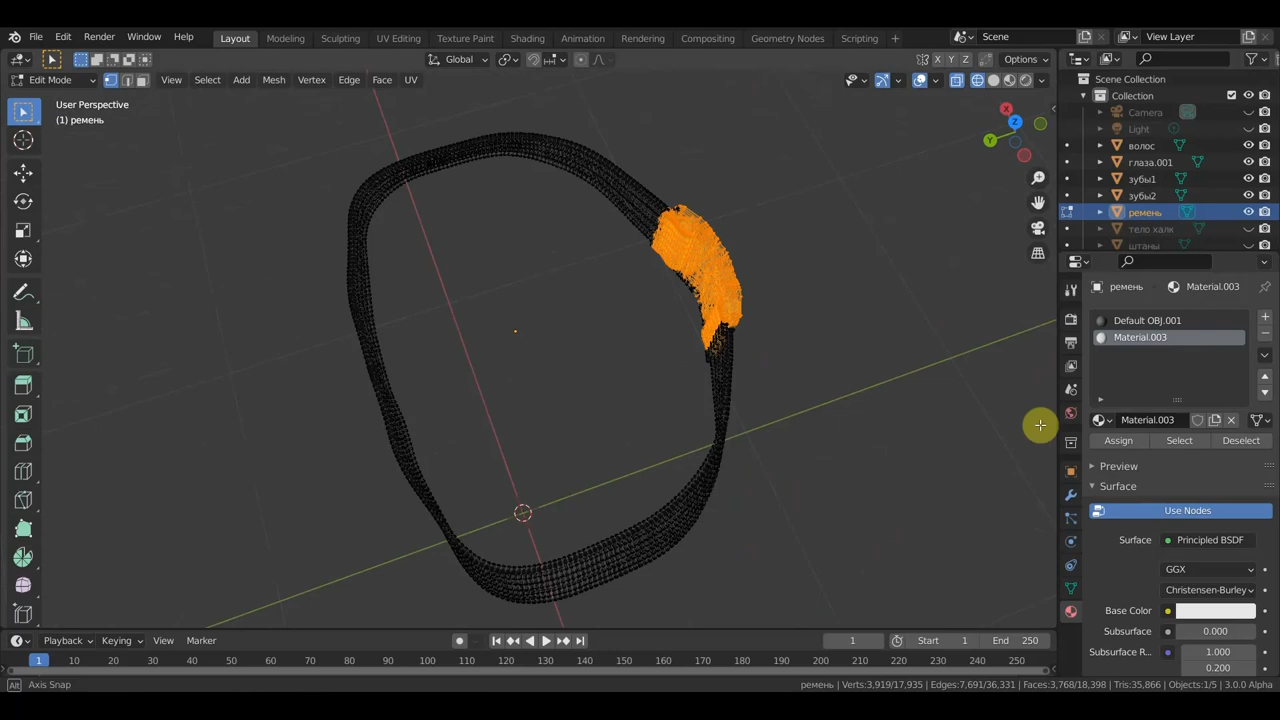 File Edit Render Window Help Layout Modeling Sculpting UV Editing Texture Paint Shading Animation Rendering Compositing Geometry Nodes Scripting + Scene View Layer
Global X Y Z Options
Edit Mode View Select Add Mesh Vertex Edge Face UV
User Perspective
(1) ремень
X
Y
Z
Scene Collection
Collection
Camera
Light
волос
глаза.001
зубы1
зубы2
ремень
тело халк
штаны
ремень Material.003
Default OBJ.001
Material.003
Material.003
Assign Select Deselect
Preview
Surface
Use Nodes
Surface Principled BSDF
GGX
Christensen-Burley
Base Color
Subsurface 0.000
Subsurface R... 1.000
0.200
Playback Keying View Marker 1 Start 1 End 250
1 10 20 30 40 50 60 70 80 90 100 110 120 130 140 150 160 170 180 190 200 210 220 230 240 250
Alt Axis Snap ремень | Verts:3,919/17,935 | Edges:7,691/36,331 | Faces:3,768/18,398 | Tris:35,866 | Objects:1/5 | 3.0.0 Alpha